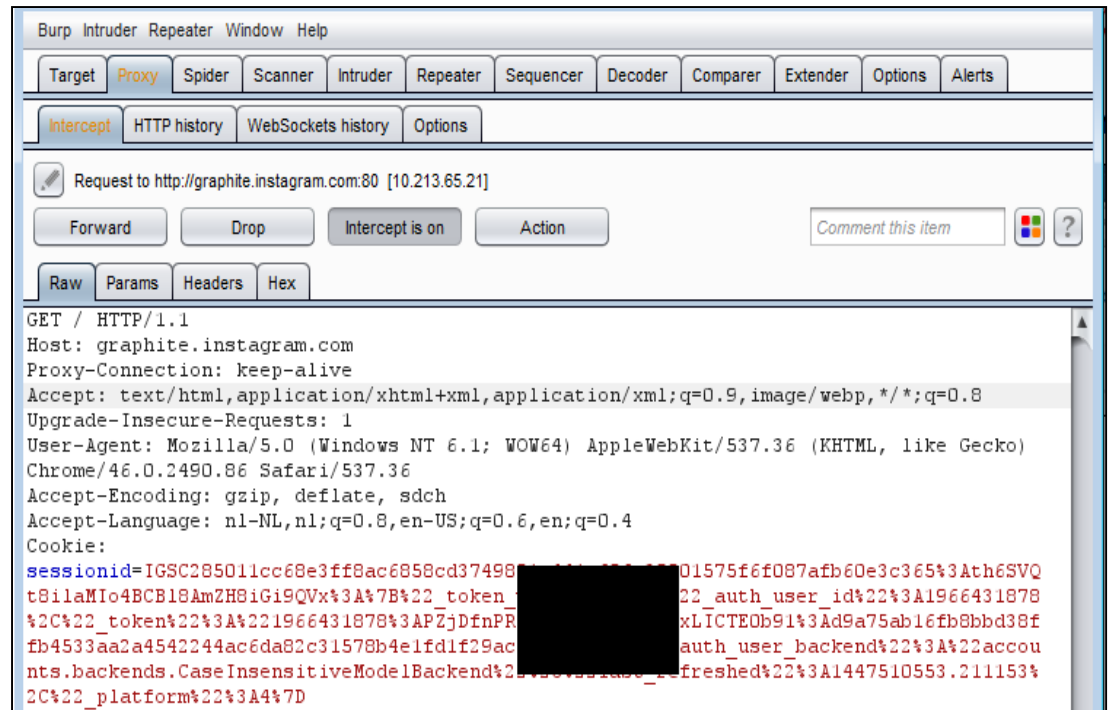 Burp Intruder Repeater Window Help
Target Proxy Spider Scanner Intruder Repeater Sequencer Decoder Comparer Extender Options Alerts
Intercept HTTP history WebSockets history Options
Request to http://graphite.instagram.com:80 [10.213.65.21]
Forward Drop Intercept is on Action Comment this item ?
Raw Params Headers Hex
GET / HTTP/1.1
Host: graphite.instagram.com
Proxy-Connection: keep-alive
Accept: text/html,application/xhtml+xml,application/xml;q=0.9,image/webp,*/*;q=0.8
Upgrade-Insecure-Requests: 1
User-Agent: Mozilla/5.0 (Windows NT 6.1; WOW64) AppleWebKit/537.36 (KHTML, like Gecko)
Chrome/46.0.2490.86 Safari/537.36
Accept-Encoding: gzip, deflate, sdch
Accept-Language: nl-NL,nl;q=0.8,en-US;q=0.6,en;q=0.4
Cookie:
sessionid=IGSC285011cc68e3ff8ac6858cd37498 01575f6f087afb60e3c365%3Ath6SVQ
t8ilaMIo4BCB18AmZH8iGi9QVx%3A%7B%22_token_ 22_auth_user_id%22%3A1966431878
%2C%22_token%22%3A%221966431878%3APZjDfnPR xLICTEOb91%3Ad9a75ab16fb8bbd38f
fb4533aa2a4542244ac6da82c31578b4e1fd1f29ac auth_user_backend%22%3A%22accou
nts.backends.CaseInsensitiveModelBackend%2 freshed%22%3A1447510553.211153%
2C%22_platform%22%3A4%7D